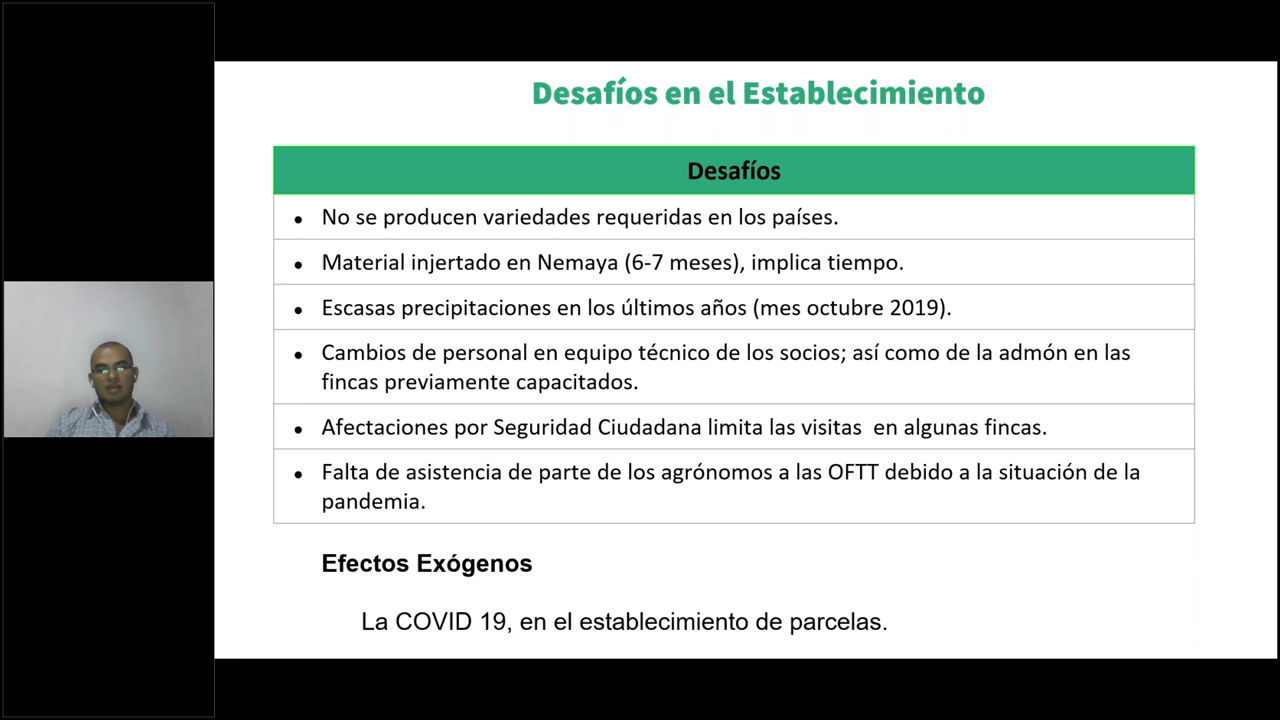 Desafíos en el Establecimiento
Desafíos
• No se producen variedades requeridas en los países.
• Material injertado en Nemaya (6-7 meses), implica tiempo.
• Escasas precipitaciones en los últimos años (mes octubre 2019).
• Cambios de personal en equipo técnico de los socios; así como de la admón en las
fincas previamente capacitados.
• Afectaciones por Seguridad Ciudadana limita las visitas en algunas fincas.
• Falta de asistencia de parte de los agrónomos a las OFTT debido a la situación de la
pandemia.
Efectos Exógenos
La COVID 19, en el establecimiento de parcelas.